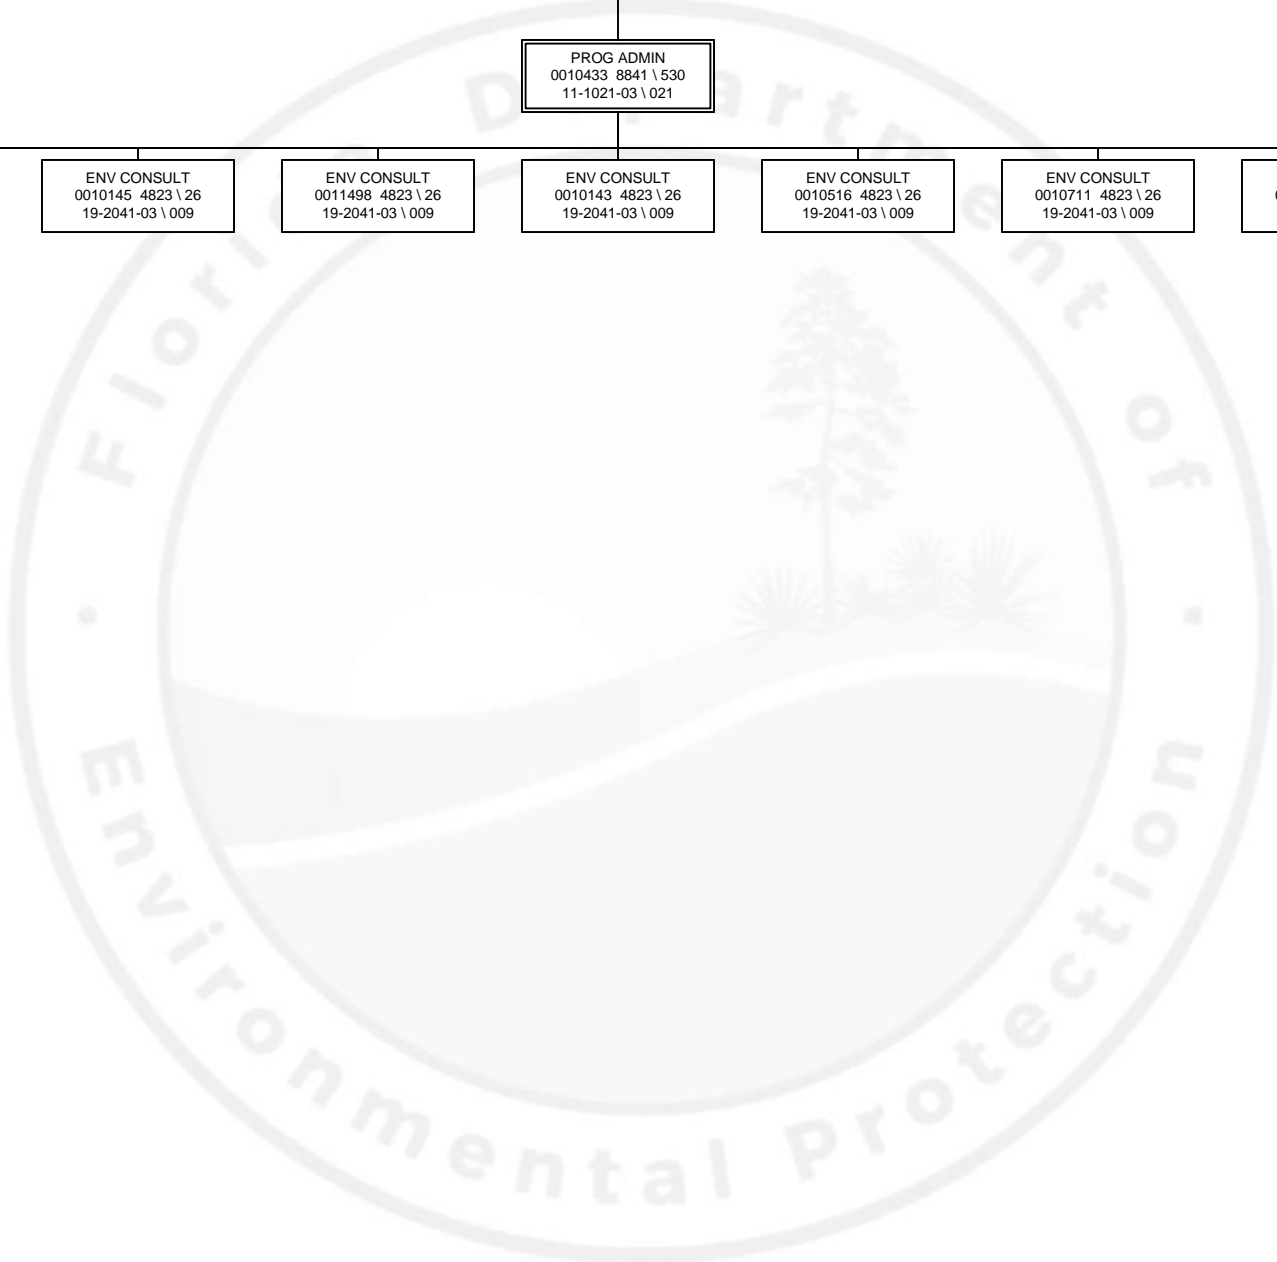 PROG ADMIN
0010433 8841 \ 530
11-1021-03 \ 021
ENV CONSULT
0010145 4823 \ 26
19-2041-03 \ 009
ENV CONSULT
0011498 4823 \ 26
19-2041-03 \ 009
ENV CONSULT
0010143 4823 \ 26
19-2041-03 \ 009
ENV CONSULT
0010516 4823 \ 26
19-2041-03 \ 009
ENV CONSULT
0010711 4823 \ 26
19-2041-03 \ 009
Florida Department of
Environmental Protection